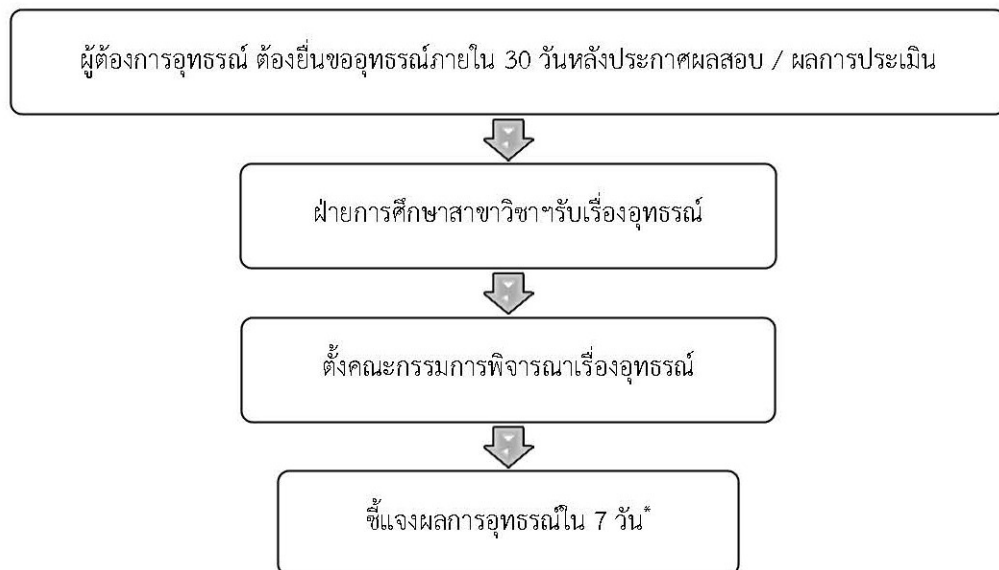 ผู้ต้องการอุทธรณ์ ต้องยื่นขออุทธรณ์ภายใน 30 วันหลังประกาศผลสอบ / ผลการประเมิน
ฝ่ายการศึกษาสาขาวิชาฯรับเรื่องอุทธรณ์
ตั้งคณะกรรมการพิจารณาเรื่องอุทธรณ์
ชี้แจงผลการอุทธรณ์ใน 7 วัน*